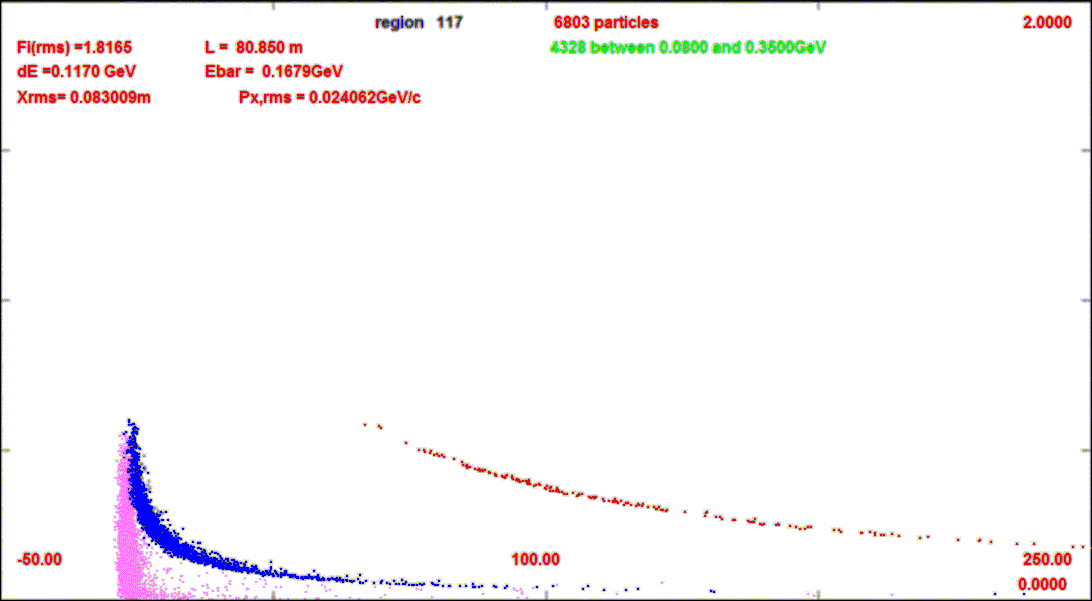 region 117 6803 particles 2.0000
Fi(rms) =1.8165 L = 80.850 m 4328 between 0.0800 and 0.3500GeV
dE =0.1170 GeV Ebar = 0.1679GeV
Xrms= 0.083009m Px,rms = 0.024062GeV/c
-50.00 100.00 250.00
0.0000